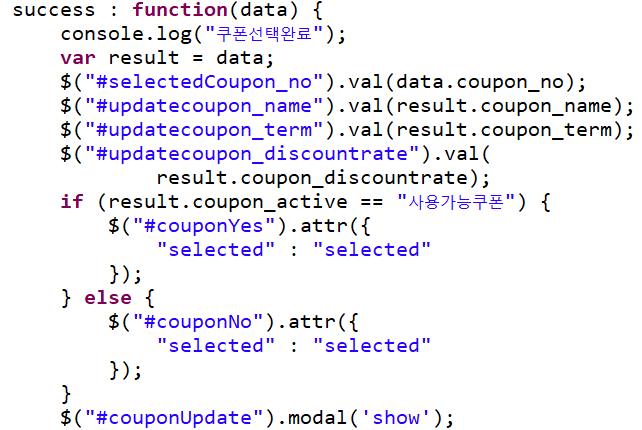 success : function(data) {
    console.log("쿠폰선택완료");
    var result = data;
    $("#selectedCoupon_no").val(data.coupon_no);
    $("#updatecoupon_name").val(result.coupon_name);
    $("#updatecoupon_term").val(result.coupon_term);
    $("#updatecoupon_discountrate").val(
            result.coupon_discountrate);
    if (result.coupon_active == "사용가능쿠폰") {
        $("#couponYes").attr({
            "selected" : "selected"
        });
    } else {
        $("#couponNo").attr({
            "selected" : "selected"
        });
    }
    $("#couponUpdate").modal('show');